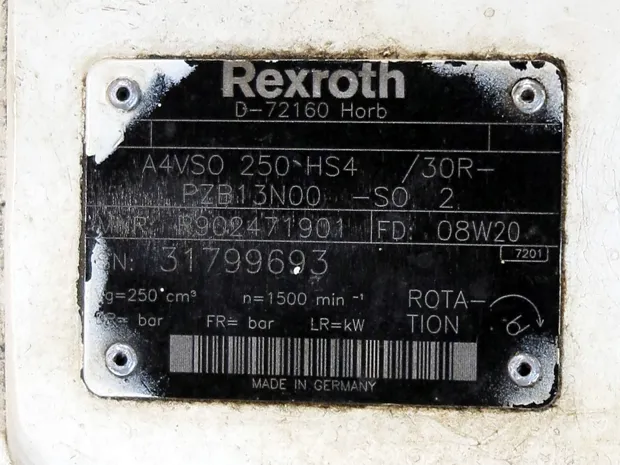 Rexroth
D-72160 Horb
A4VSO 250 HS4 /30R-
PZB13N00 -SO 2
MNR: R902471901 FD: 08W20
7201
SN: 31799693
Vg=250 cm³ n=1500 min⁻¹ ROTA-
DR= bar FR= bar LR=kW TION
MADE IN GERMANY